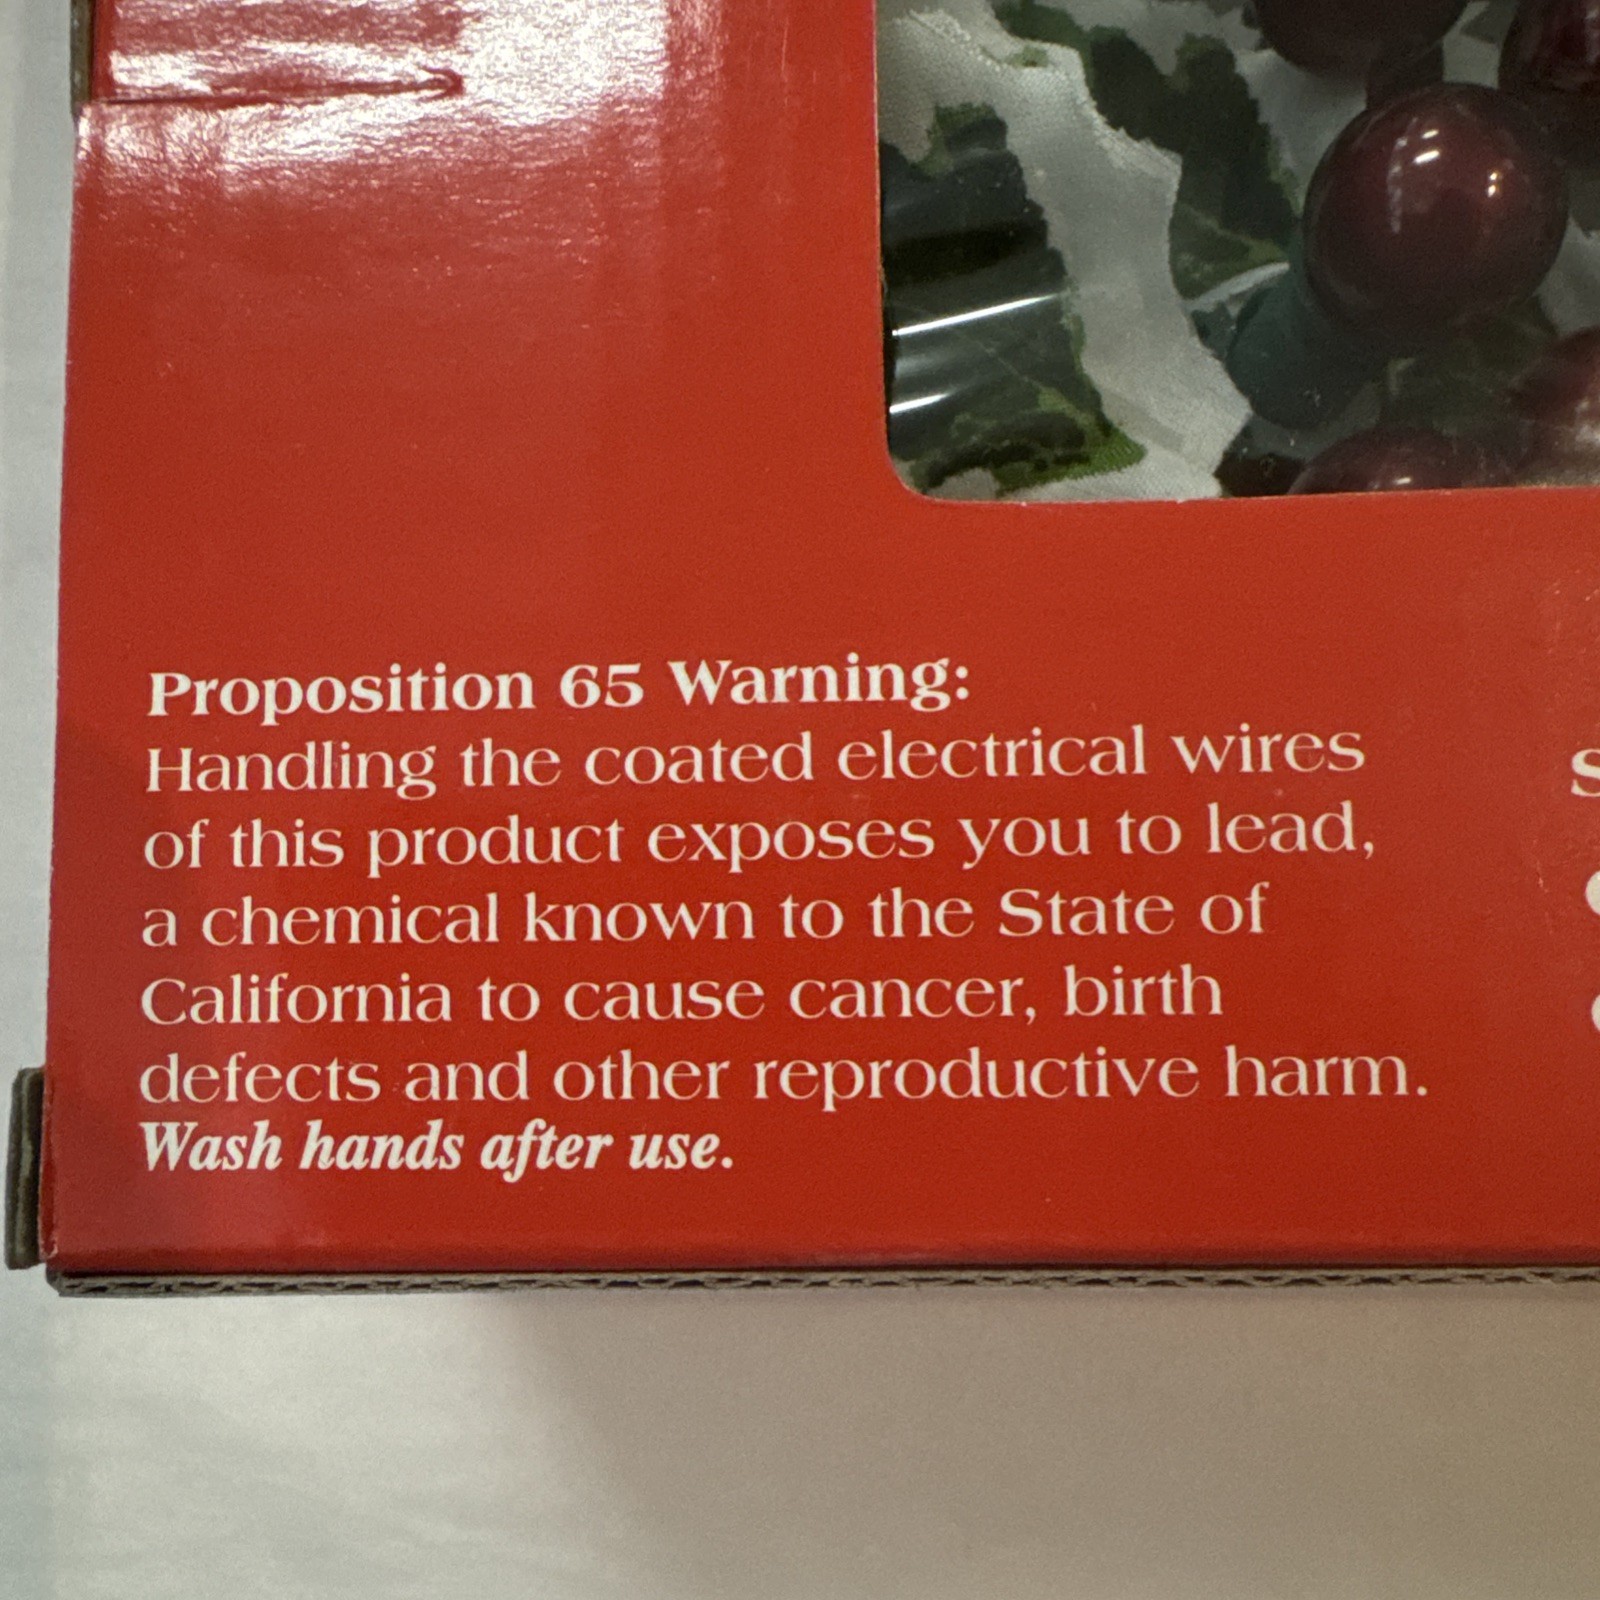 Proposition 65 Warning:
Handling the coated electrical wires
of this product exposes you to lead,
a chemical known to the State of
California to cause cancer, birth
defects and other reproductive harm.
Wash hands after use.